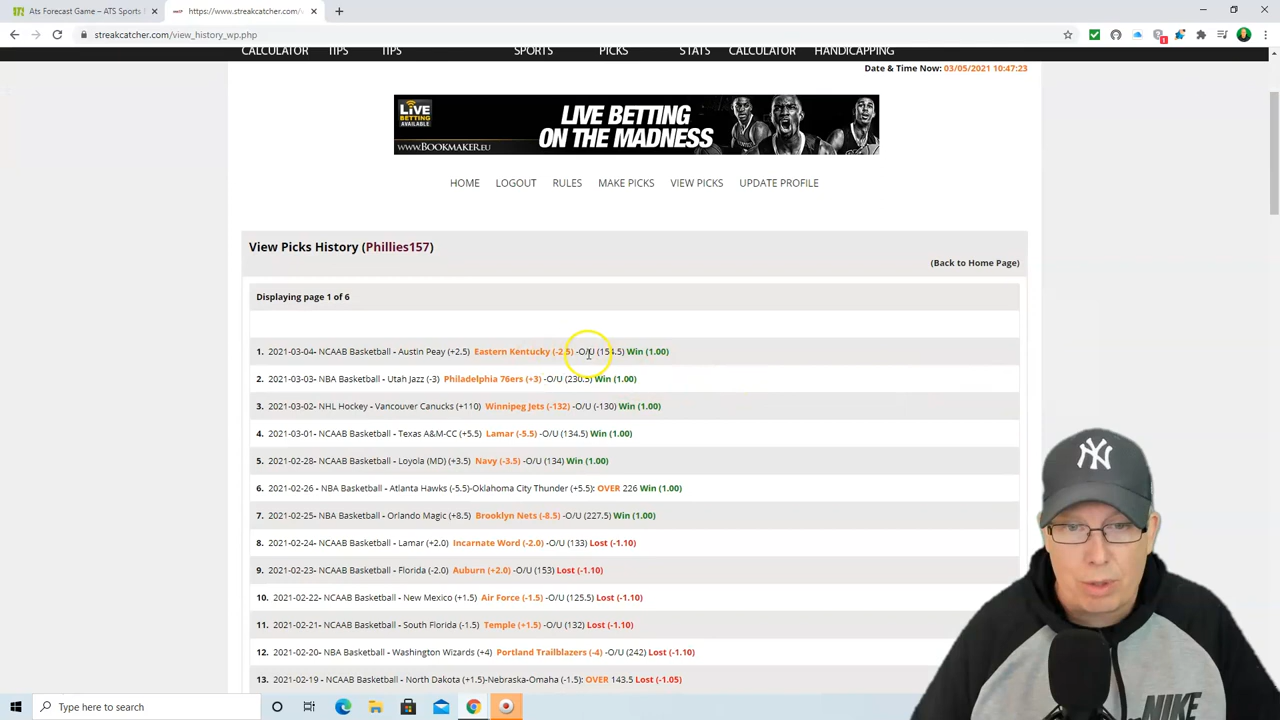 Ats Forecast Game – ATS Sports
https://www.streakcatcher.com/v
streakcatcher.com/view_history_wp.php
1
CALCULATOR TIPS TIPS SPORTS PICKS STATS CALCULATOR HANDICAPPING
Date & Time Now: 03/05/2021 10:47:23
LIVE BETTING AVAILABLE
LIVE BETTING
ON THE MADNESS
www.BOOKMAKER.EU
HOME LOGOUT RULES MAKE PICKS VIEW PICKS UPDATE PROFILE
View Picks History (Phillies157)
(Back to Home Page)
Displaying page 1 of 6
1. 2021-03-04- NCAAB Basketball - Austin Peay (+2.5) Eastern Kentucky (-2.5) -O/U (154.5) Win (1.00)
2. 2021-03-03- NBA Basketball - Utah Jazz (-3) Philadelphia 76ers (+3) -O/U (230.5) Win (1.00)
3. 2021-03-02- NHL Hockey - Vancouver Canucks (+110) Winnipeg Jets (-132) -O/U (-130) Win (1.00)
4. 2021-03-01- NCAAB Basketball - Texas A&M-CC (+5.5) Lamar (-5.5) -O/U (134.5) Win (1.00)
5. 2021-02-28- NCAAB Basketball - Loyola (MD) (+3.5) Navy (-3.5) -O/U (134) Win (1.00)
6. 2021-02-26 - NBA Basketball - Atlanta Hawks (-5.5)-Oklahoma City Thunder (+5.5): OVER 226 Win (1.00)
7. 2021-02-25- NBA Basketball - Orlando Magic (+8.5) Brooklyn Nets (-8.5) -O/U (227.5) Win (1.00)
8. 2021-02-24- NCAAB Basketball - Lamar (+2.0) Incarnate Word (-2.0) -O/U (133) Lost (-1.10)
9. 2021-02-23- NCAAB Basketball - Florida (-2.0) Auburn (+2.0) -O/U (153) Lost (-1.10)
10. 2021-02-22- NCAAB Basketball - New Mexico (+1.5) Air Force (-1.5) -O/U (125.5) Lost (-1.10)
11. 2021-02-21- NCAAB Basketball - South Florida (-1.5) Temple (+1.5) -O/U (132) Lost (-1.10)
12. 2021-02-20- NBA Basketball - Washington Wizards (+4) Portland Trailblazers (-4) -O/U (242) Lost (-1.10)
13. 2021-02-19 - NCAAB Basketball - North Dakota (+1.5)-Nebraska-Omaha (-1.5): OVER 143.5 Lost (-1.05)
NY
NIKE
Type here to search